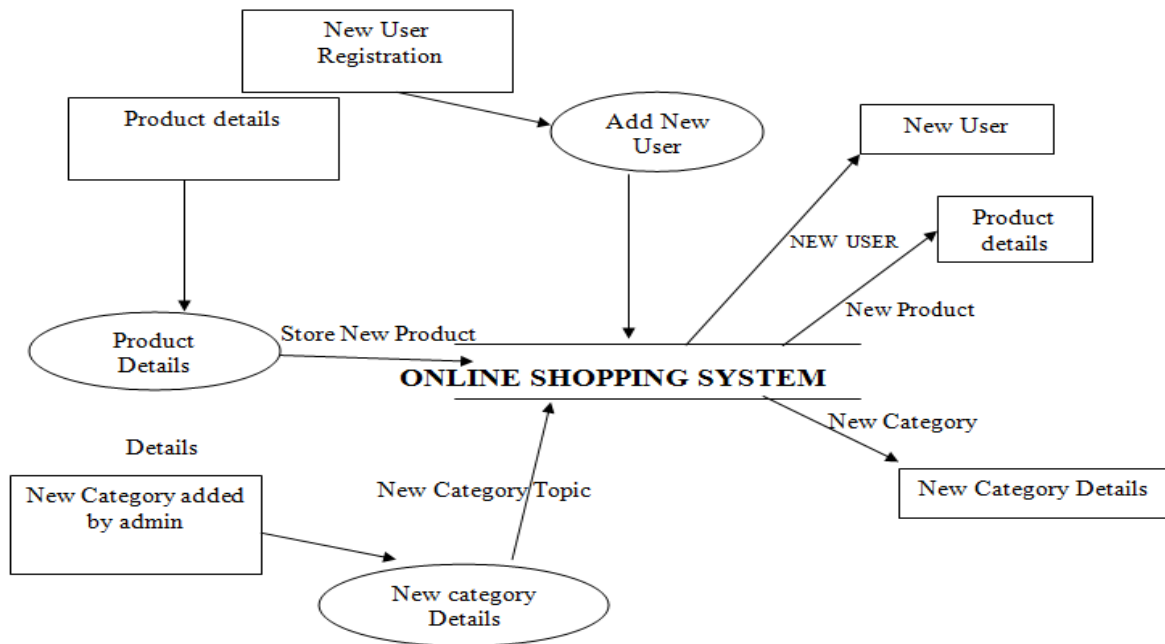 New User
Registration
Product details
Add New
User
New User
Product
details
NEW USER
New Product
Store New Product
Product
Details
ONLINE SHOPPING SYSTEM
New Category
Details
New Category added
by admin
New Category Topic
New Category Details
New category
Details